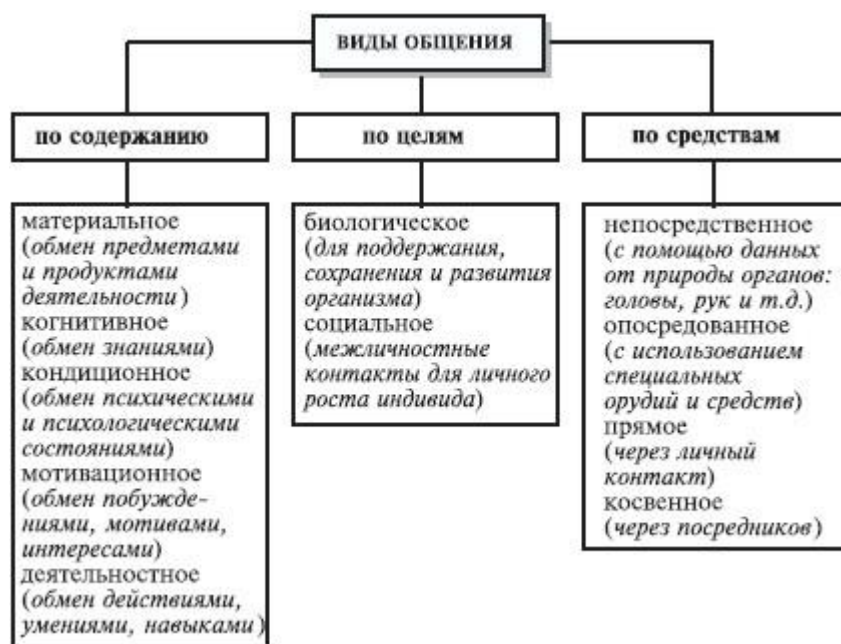 ВИДЫ ОБЩЕНИЯ
по содержанию
по целям
по средствам
материальное
(обмен предметами
и продуктами
деятельности)
когнитивное
(обмен знаниями)
кондиционное
(обмен психическими
и психологическими
состояниями)
мотивационное
(обмен побужде-
ниями, мотивами,
интересами)
деятельностное
(обмен действиями,
умениями, навыками)
биологическое
(для поддержания,
сохранения и развития
организма)
социальное
(межличностные
контакты для личного
роста индивида)
непосредственное
(с помощью данных
от природы органов:
головы, рук и т.д.)
опосредованное
(с использованием
специальных
орудий и средств)
прямое
(через личный
контакт)
косвенное
(через посредников)